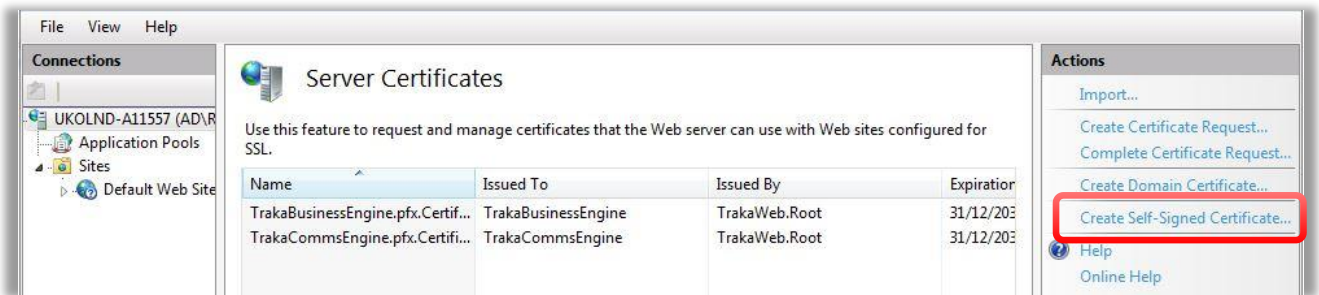 File View Help
Connections
UKOLND-A11557 (AD\R
Application Pools
Sites
Default Web Site
Server Certificates
Use this feature to request and manage certificates that the Web server can use with Web sites configured for
SSL.
Name Issued To Issued By Expiration
TrakaBusinessEngine.pfx.Certif... TrakaBusinessEngine TrakaWeb.Root 31/12/203
TrakaCommsEngine.pfx.Certifi... TrakaCommsEngine TrakaWeb.Root 31/12/203
Actions
Import...
Create Certificate Request...
Complete Certificate Request...
Create Domain Certificate...
Create Self-Signed Certificate...
Help
Online Help